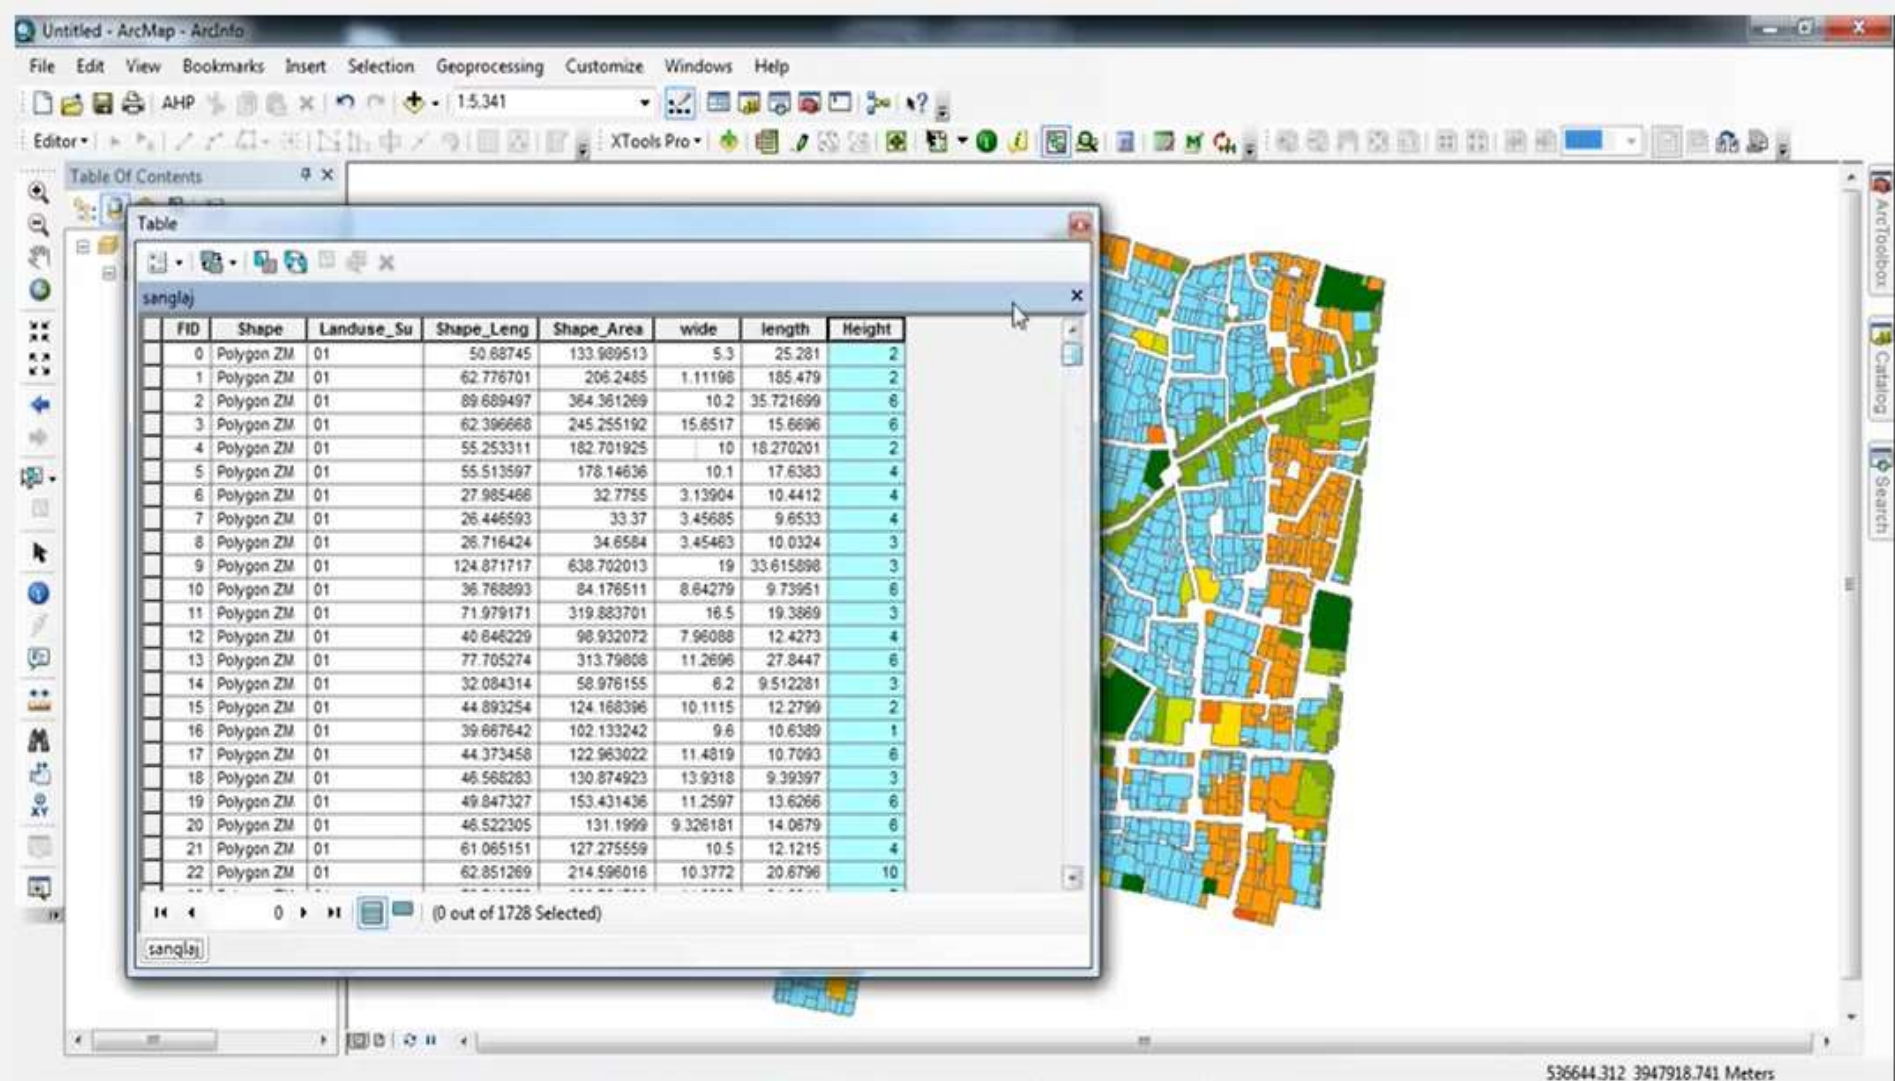 Untitled - ArcMap - ArcInfo
File Edit View Bookmarks Insert Selection Geoprocessing Customize Windows Help
AHP 1:5,341
Editor XTools Pro
Table Of Contents
ArcToolbox
Catalog
Search
Table
sanglaj
FID Shape Landuse_Su Shape_Leng Shape_Area wide length Height
0 Polygon ZM 01 50.68745 133.989513 5.3 25.281 2
1 Polygon ZM 01 62.776701 206.2485 1.11198 185.479 2
2 Polygon ZM 01 89.689497 364.361269 10.2 35.721699 6
3 Polygon ZM 01 62.396668 245.255192 15.6517 15.6696 6
4 Polygon ZM 01 55.253311 182.701925 10 18.270201 2
5 Polygon ZM 01 55.513597 178.14636 10.1 17.6383 4
6 Polygon ZM 01 27.985466 32.7755 3.13904 10.4412 4
7 Polygon ZM 01 26.446593 33.37 3.45685 9.6533 4
8 Polygon ZM 01 26.716424 34.6584 3.45463 10.0324 3
9 Polygon ZM 01 124.871717 638.702013 19 33.615898 3
10 Polygon ZM 01 36.768893 84.176511 8.64279 9.73951 6
11 Polygon ZM 01 71.979171 319.883701 16.5 19.3869 3
12 Polygon ZM 01 40.646229 98.932072 7.96088 12.4273 4
13 Polygon ZM 01 77.705274 313.79808 11.2696 27.8447 6
14 Polygon ZM 01 32.084314 58.976155 6.2 9.512281 3
15 Polygon ZM 01 44.893254 124.168396 10.1115 12.2799 2
16 Polygon ZM 01 39.667642 102.133242 9.6 10.6389 1
17 Polygon ZM 01 44.373458 122.963022 11.4819 10.7093 6
18 Polygon ZM 01 46.568283 130.874923 13.9318 9.39397 3
19 Polygon ZM 01 49.847327 153.431436 11.2597 13.6266 6
20 Polygon ZM 01 46.522305 131.1999 9.326181 14.0679 6
21 Polygon ZM 01 61.065151 127.275559 10.5 12.1215 4
22 Polygon ZM 01 62.851269 214.596016 10.3772 20.6796 10
0 (0 out of 1728 Selected)
sanglaj
536644.312 3947918.741 Meters